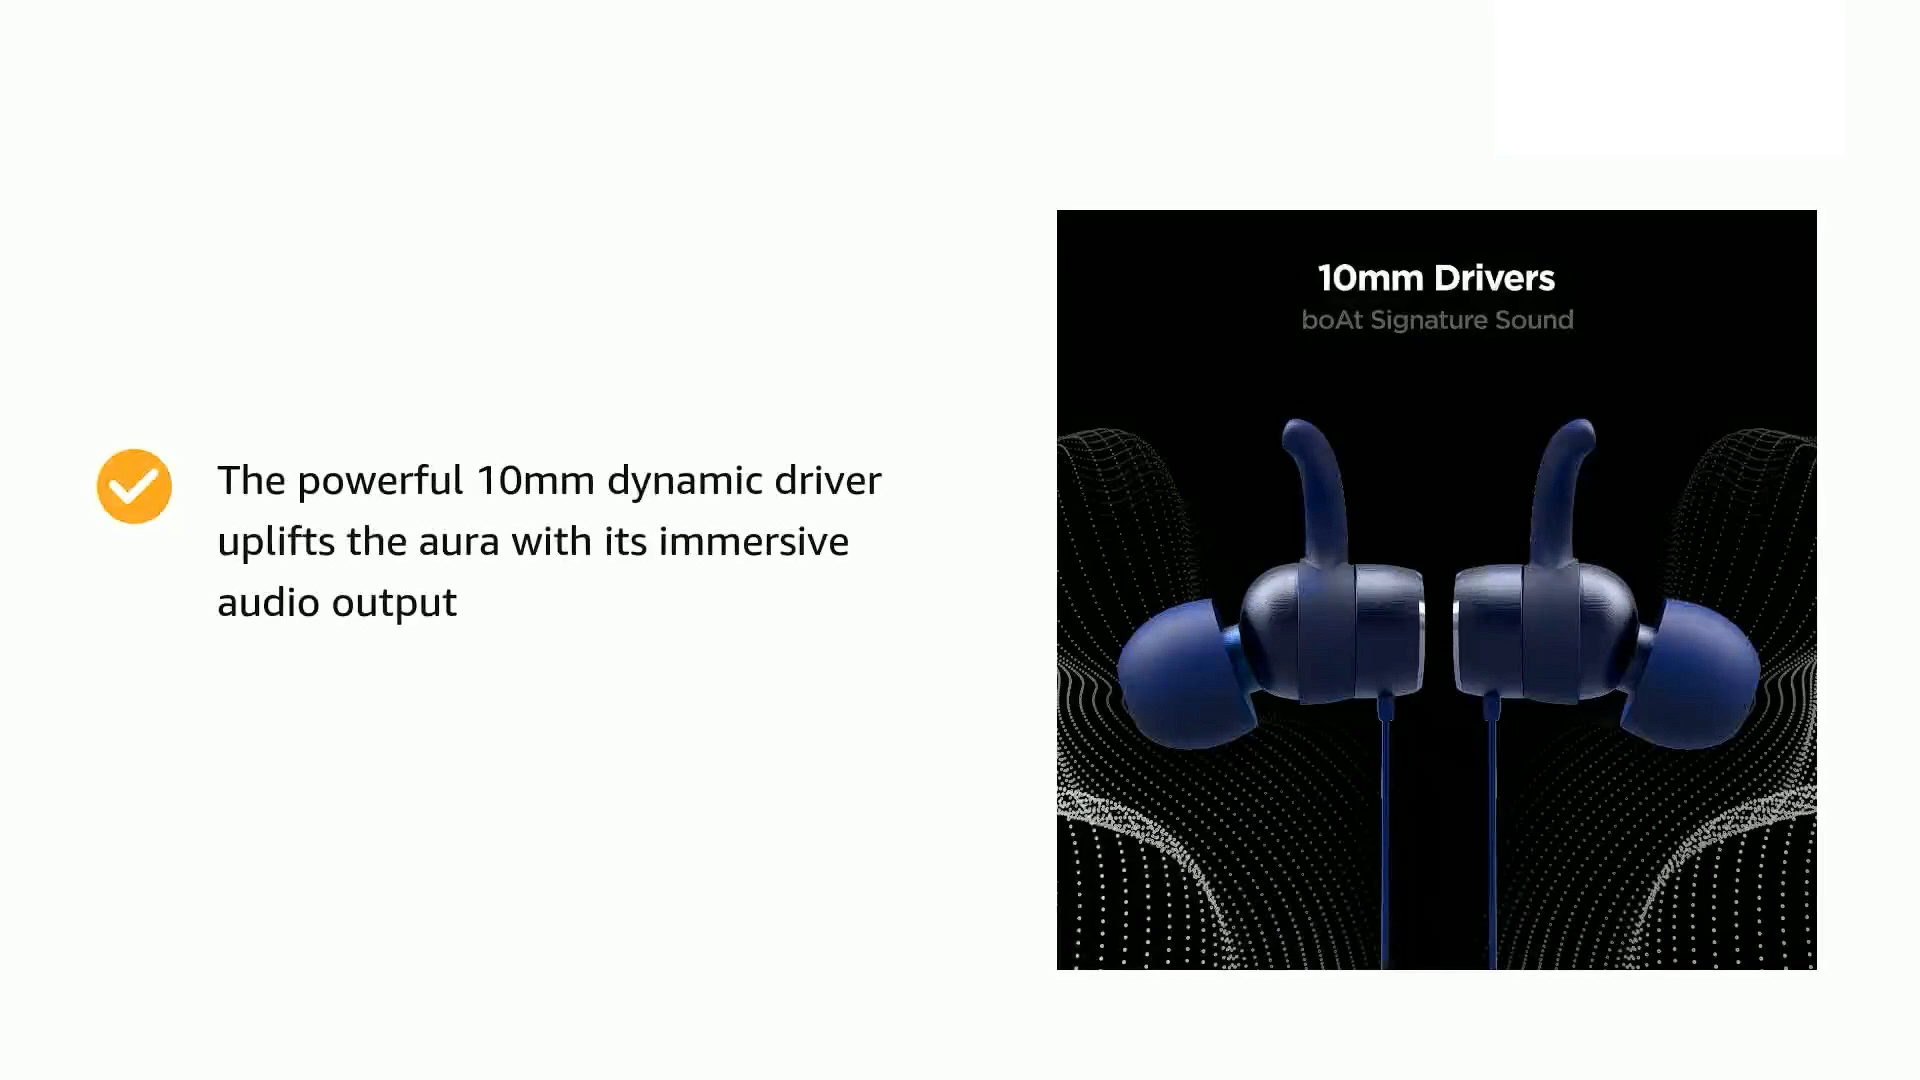 The powerful 10mm dynamic driver
uplifts the aura with its immersive
audio output
10mm Drivers
boAt Signature Sound